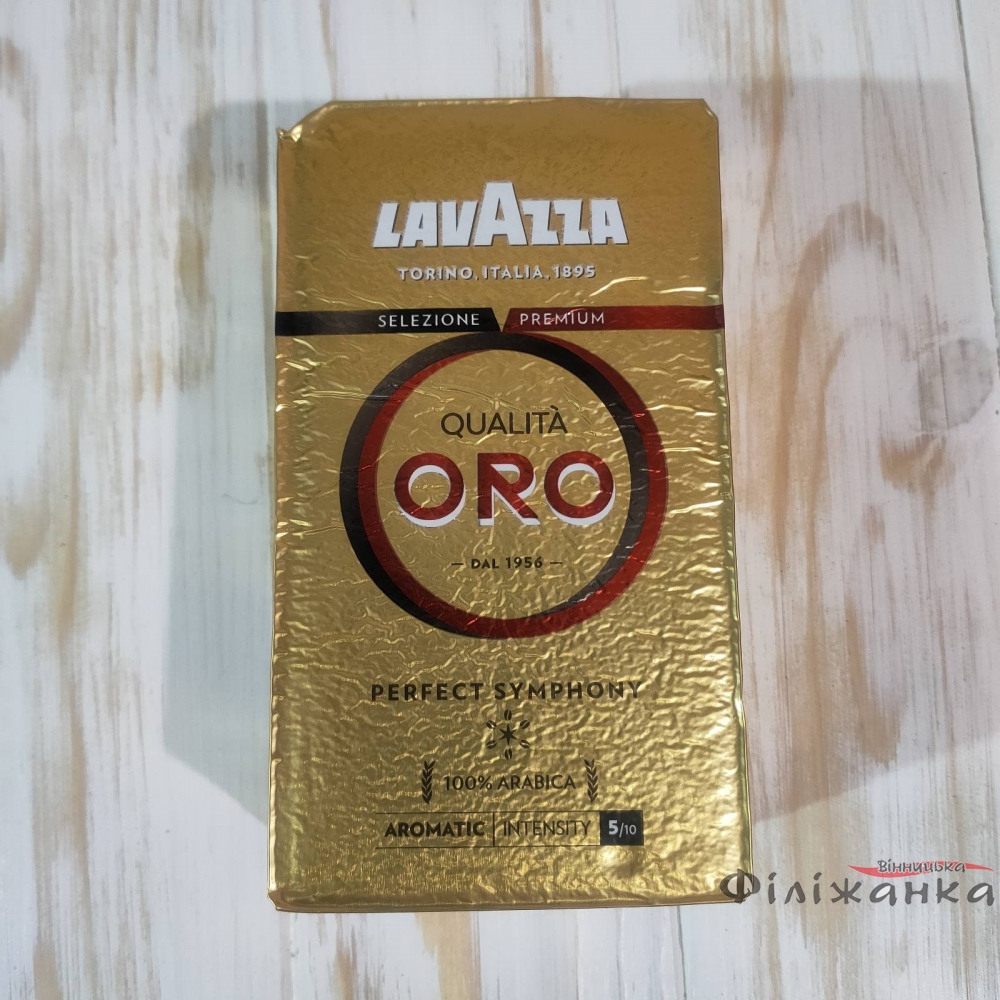 LAVAZZA
TORINO, ITALIA, 1895
SELEZIONE PREMIUM
QUALITÀ
ORO
— DAL 1956 —
PERFECT SYMPHONY
100% ARABICA
AROMATIC INTENSITY 5/10
Вінницька
Філіжанка